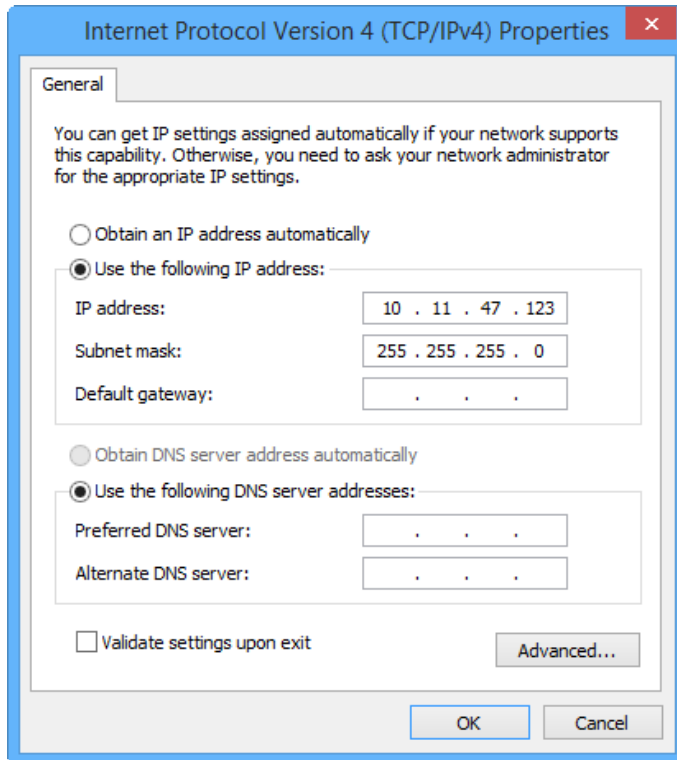 Internet Protocol Version 4 (TCP/IPv4) Properties
General
You can get IP settings assigned automatically if your network supports
this capability. Otherwise, you need to ask your network administrator
for the appropriate IP settings.
Obtain an IP address automatically
Use the following IP address:
IP address: 10 . 11 . 47 . 123
Subnet mask: 255 . 255 . 255 . 0
Default gateway: . . .
Obtain DNS server address automatically
Use the following DNS server addresses:
Preferred DNS server: . . .
Alternate DNS server: . . .
Validate settings upon exit
Advanced...
OK Cancel